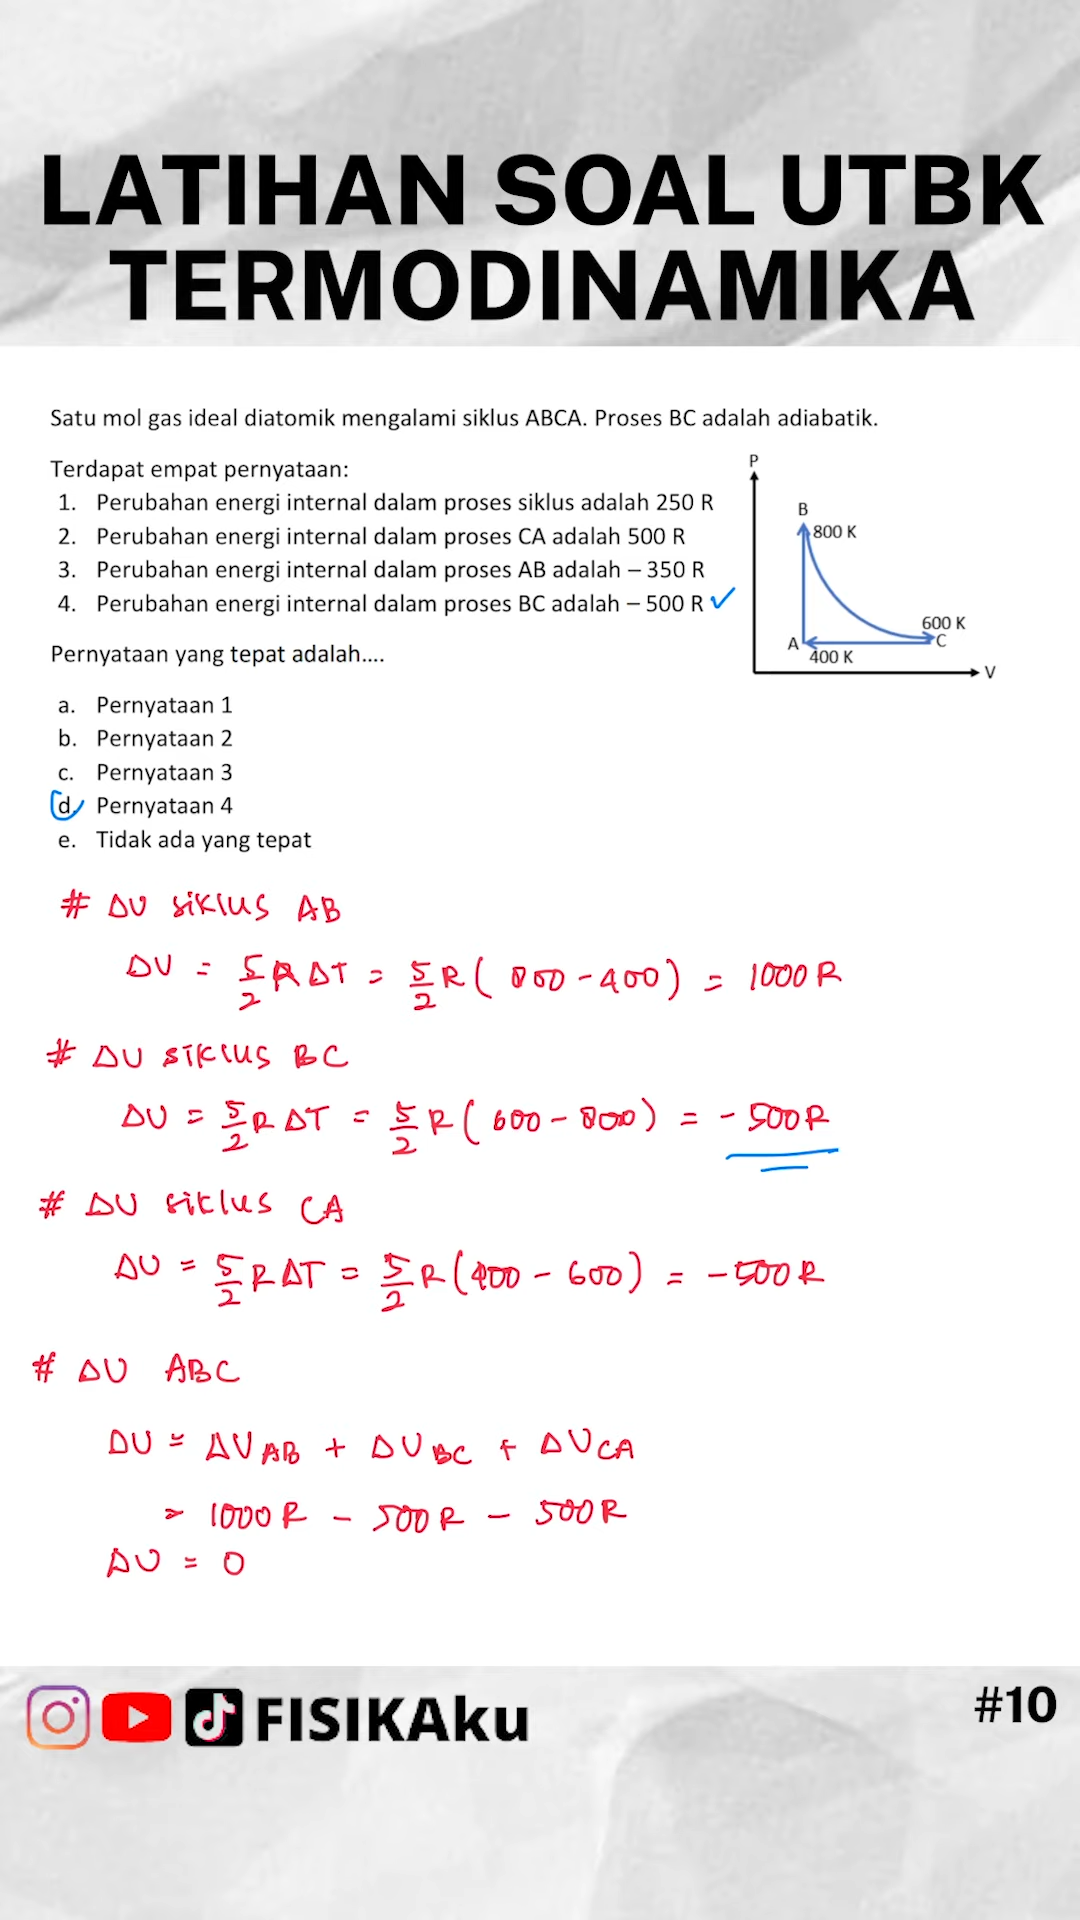 LATIHAN SOAL UTBK
TERMODINAMIKA
Satu mol gas ideal diatomik mengalami siklus ABCA. Proses BC adalah adiabatik.
Terdapat empat pernyataan:
1. Perubahan energi internal dalam proses siklus adalah 250 R
2. Perubahan energi internal dalam proses CA adalah 500 R
3. Perubahan energi internal dalam proses AB adalah – 350 R
4. Perubahan energi internal dalam proses BC adalah – 500 R ✓
P
B
800 K
600 K
C
A
400 K
V
Pernyataan yang tepat adalah....
a. Pernyataan 1
b. Pernyataan 2
c. Pernyataan 3
d. Pernyataan 4
e. Tidak ada yang tepat
# ΔU siklus AB
ΔU = 5/2 R ΔT = 5/2 R ( 800 - 400 ) = 1000 R
# ΔU siklus BC
ΔU = 5/2 R ΔT = 5/2 R ( 600 - 800 ) = - 500 R
# ΔU siklus CA
ΔU = 5/2 R ΔT = 5/2 R ( 400 - 600 ) = - 500 R
# ΔU ABC
ΔU = ΔU AB + ΔU BC + ΔU CA
= 1000 R - 500 R - 500 R
ΔU = 0
FISIKAku
#10